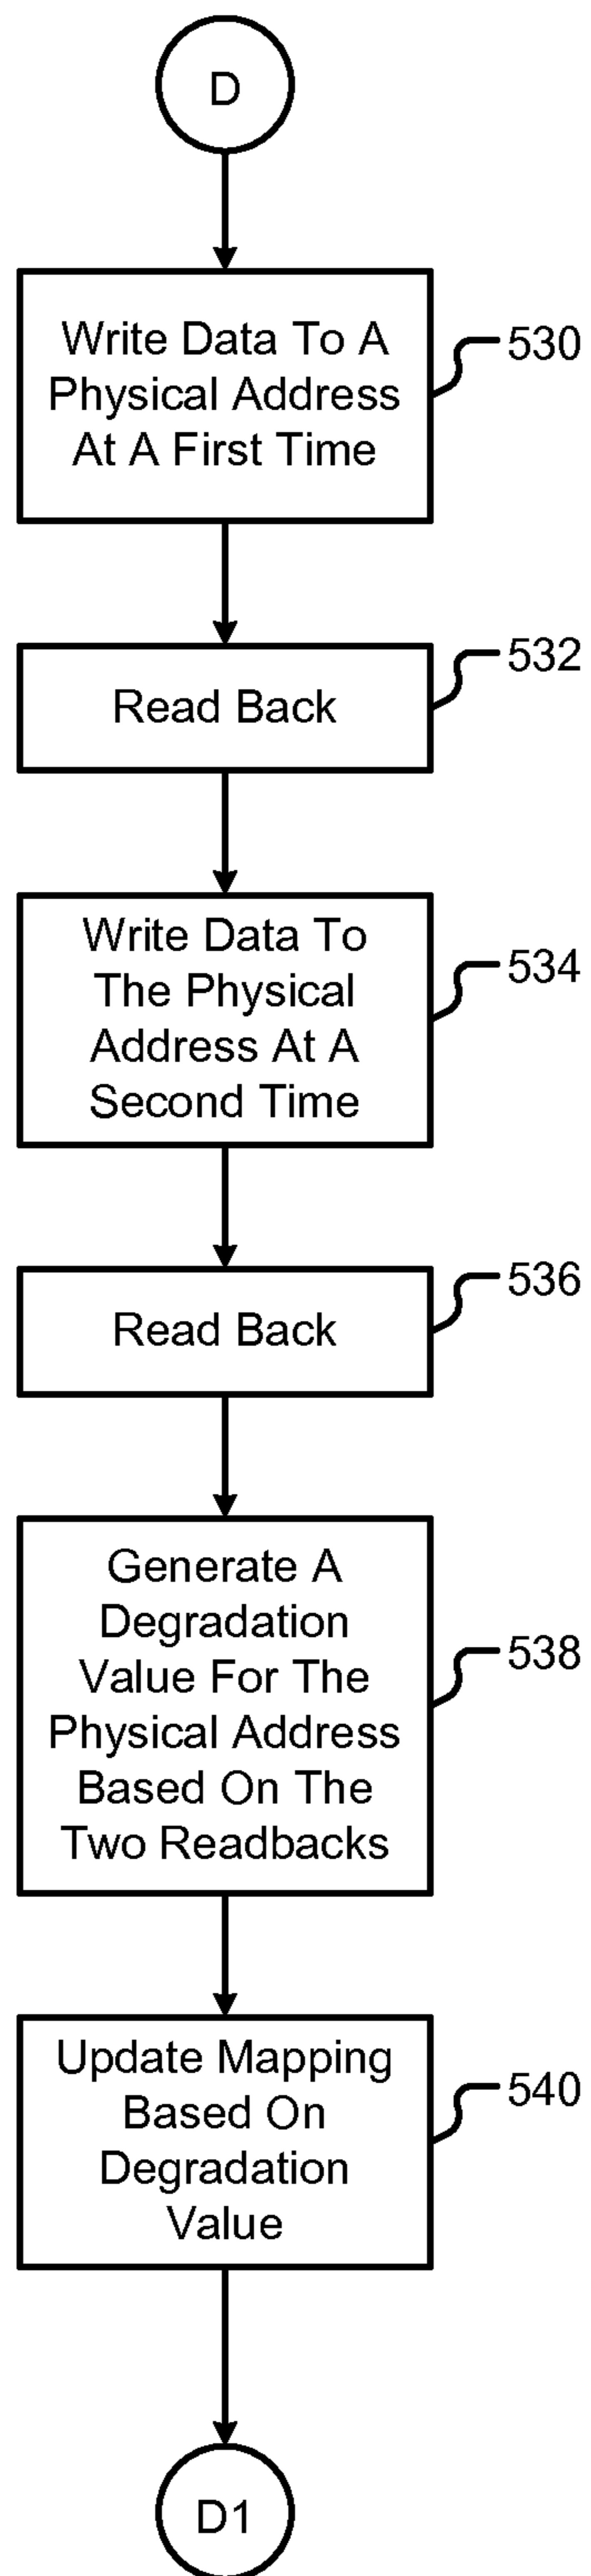 D
Write Data To A
Physical Address
At A First Time
530
Read Back
532
Write Data To
The Physical
Address At A
Second Time
534
Read Back
536
Generate A
Degradation
Value For The
Physical Address
Based On The
Two Readbacks
538
Update Mapping
Based On
Degradation
Value
540
D1